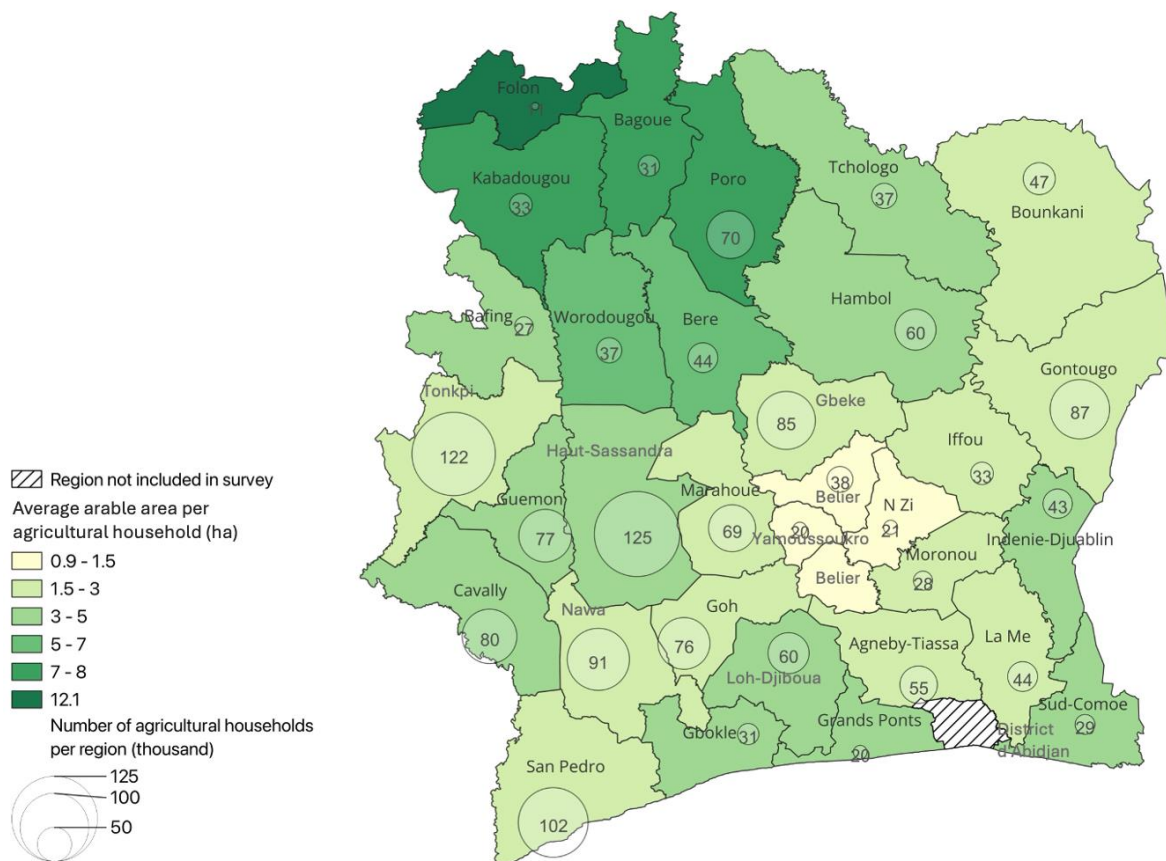 Folon
11
Bagoue
31
Kabadougou
33
Poro
70
Tchologo
37
Bounkani
47
Hambol
60
Bafing
27
Worodougou
37
Bere
44
Gontougo
87
Tonkpi
122
Gbeke
85
Iffou
33
Haut-Sassandra
125
Marahoue
69
Belier
38
N Zi
21
Yamoussoukro
20
Belier
Guemon
77
Indenie-Djuablin
43
Moronou
28
Cavally
80
Nawa
91
Goh
76
Loh-Djiboua
60
Agneby-Tiassa
55
La Me
44
Sud-Comoe
29
Grands Ponts
20
District
d'Abidjan
Gbokle
31
San Pedro
102
Region not included in survey
Average arable area per
agricultural household (ha)
0.9 - 1.5
1.5 - 3
3 - 5
5 - 7
7 - 8
12.1
Number of agricultural households
per region (thousand)
125
100
50